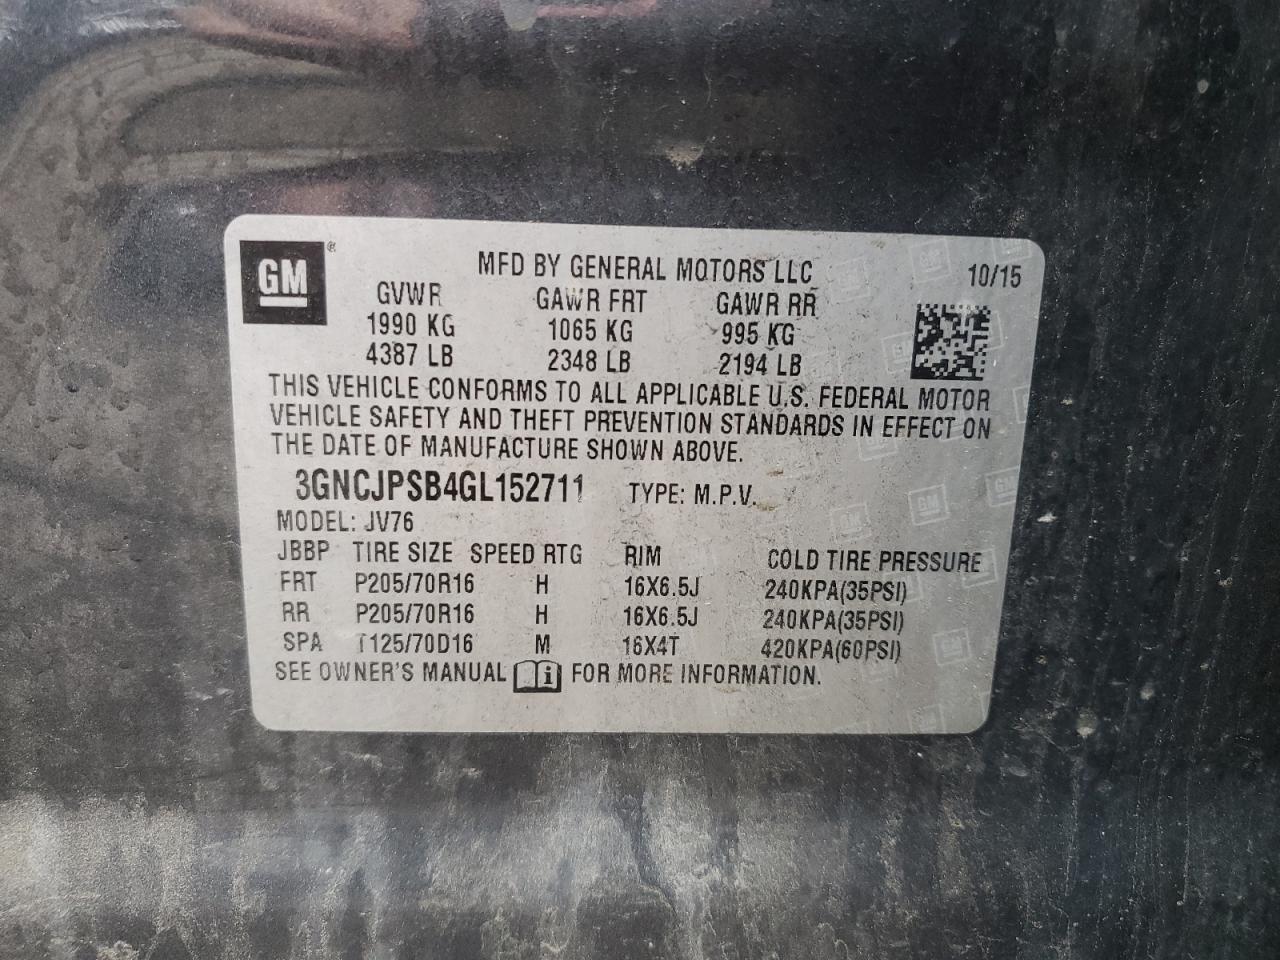 GM ®
MFD BY GENERAL MOTORS LLC 10/15
GVWR GAWR FRT GAWR RR
1990 KG 1065 KG 995 KG
4387 LB 2348 LB 2194 LB
THIS VEHICLE CONFORMS TO ALL APPLICABLE U.S. FEDERAL MOTOR
VEHICLE SAFETY AND THEFT PREVENTION STANDARDS IN EFFECT ON
THE DATE OF MANUFACTURE SHOWN ABOVE.
3GNCJPSB4GL152711 TYPE: M.P.V.
MODEL: JV76
JBBP TIRE SIZE SPEED RTG RIM COLD TIRE PRESSURE
FRT P205/70R16 H 16X6.5J 240KPA(35PSI)
RR P205/70R16 H 16X6.5J 240KPA(35PSI)
SPA T125/70D16 M 16X4T 420KPA(60PSI)
SEE OWNER'S MANUAL i FOR MORE INFORMATION.